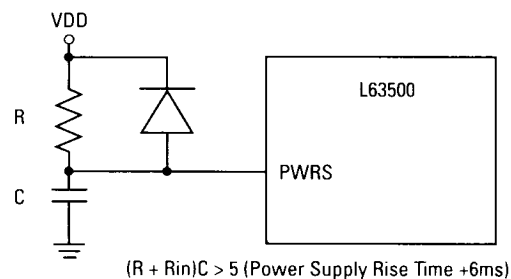 VDD
L63500
R
PWRS
C
(R + Rin)C > 5 (Power Supply Rise Time +6ms)